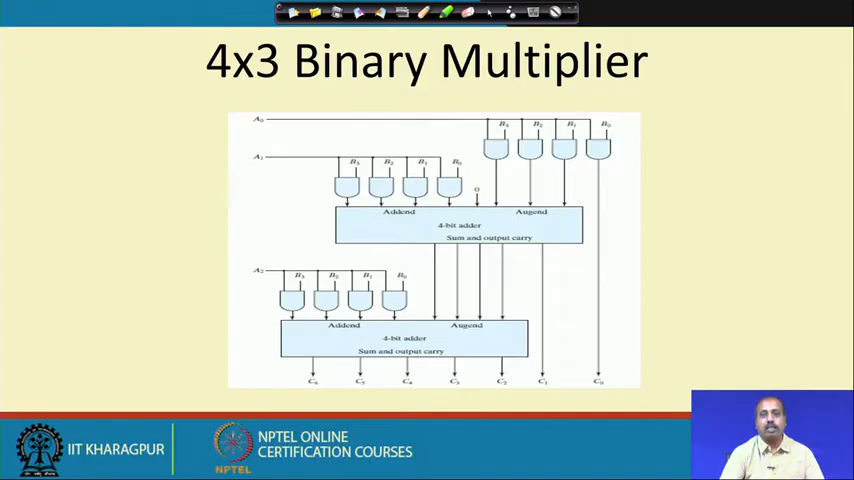 4x3 Binary Multiplier
A₀
B₃ B₂ B₁ B₀
A₁
B₃ B₂ B₁ B₀
0
Addend Augend
4-bit adder
Sum and output carry
A₂
B₃ B₂ B₁ B₀
Addend Augend
4-bit adder
Sum and output carry
C₆ C₅ C₄ C₃ C₂ C₁ C₀
IIT KHARAGPUR
NPTEL
NPTEL ONLINE
CERTIFICATION COURSES